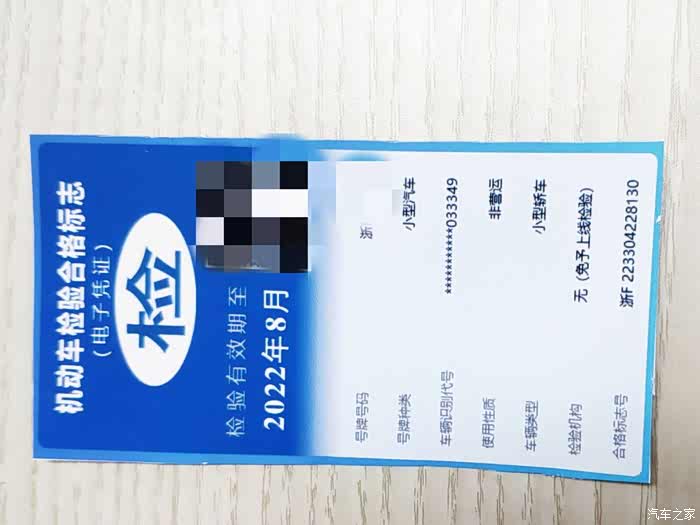 机动车检验合格标志
（电子凭证）
检
检验有效期至
2022年8月
号牌号码 浙
号牌种类 小型汽车
车辆识别代号 ***********033349
使用性质 非营运
车辆类型 小型轿车
检验机构 无（免予上线检验）
合格标志号 浙F 223304228130
汽车之家